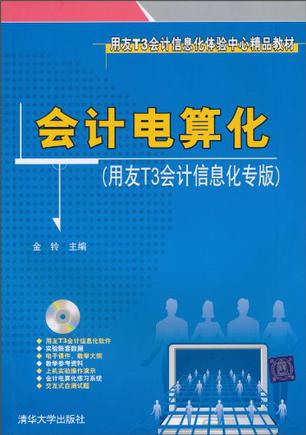 用友T3会计信息化体验中心精品教材
会计电算化
(用友T3会计信息化专版)
金铃 主编
用友T3会计信息化软件
实验账套数据
电子课件、教学大纲
教学参考资料
上机实验操作演示
会计电算化练习系统
交互式自测试题
清华大学出版社